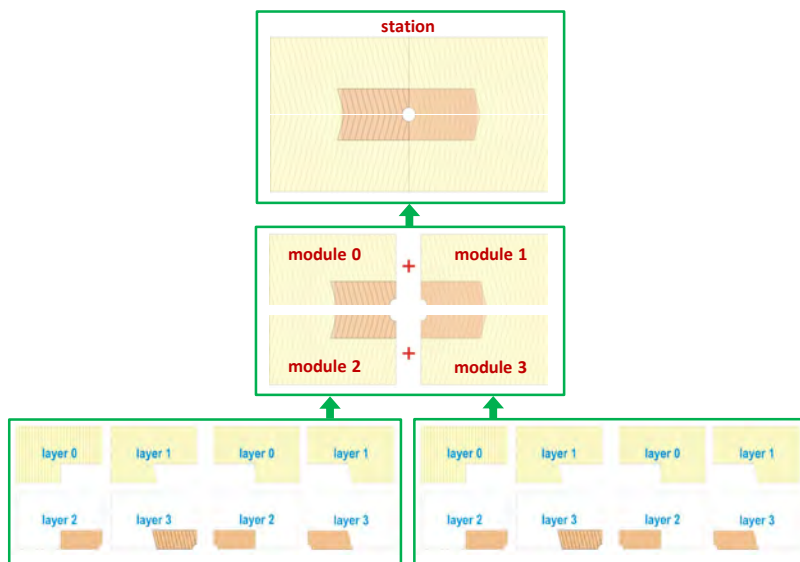 station
module 0 + module 1
module 2 + module 3
layer 0 layer 1 layer 0 layer 1
layer 2 layer 3 layer 2 layer 3
layer 0 layer 1 layer 0 layer 1
layer 2 layer 3 layer 2 layer 3